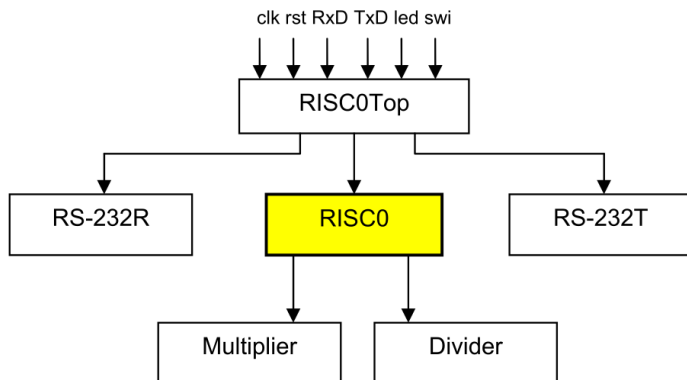 clk rst RxD TxD led swi
RISC0Top
RS-232R
RISC0
RS-232T
Multiplier
Divider